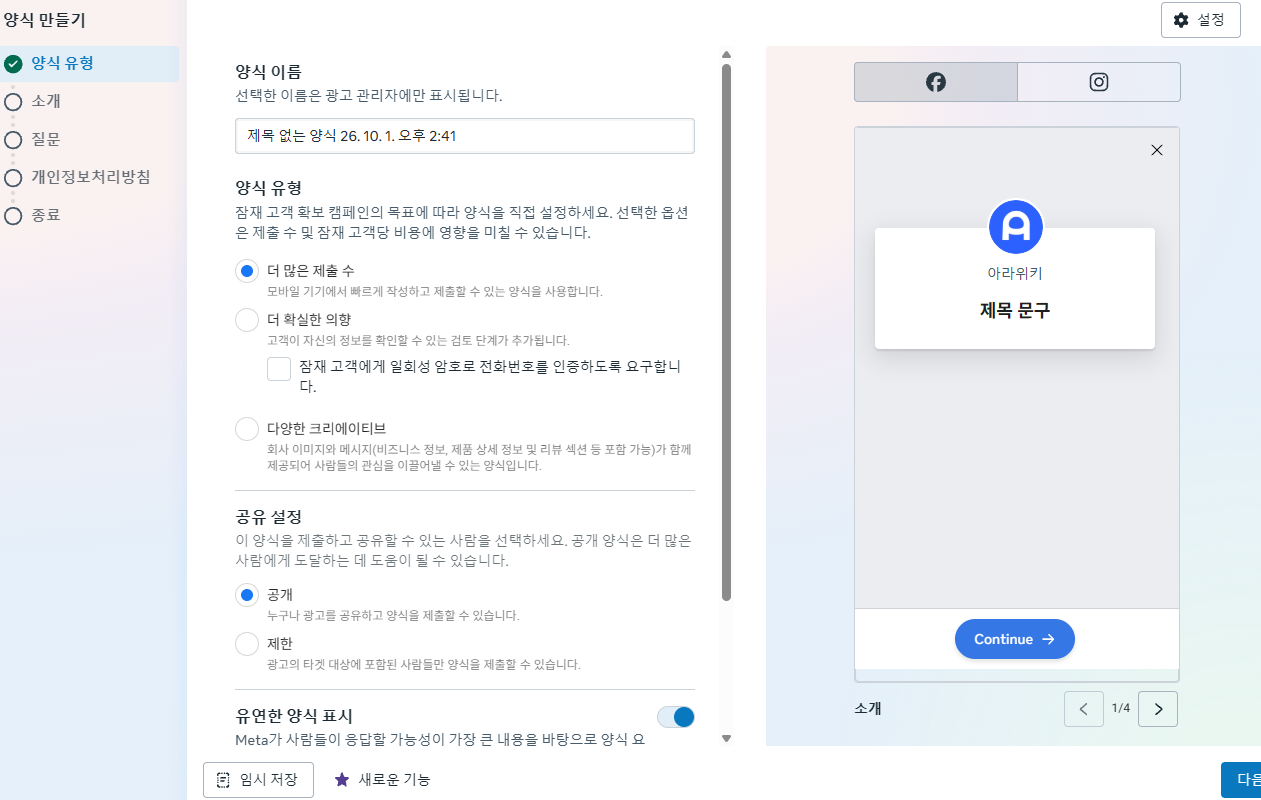 양식 만들기
설정
양식 유형
소개
질문
개인정보처리방침
종료
양식 이름
선택한 이름은 광고 관리자에만 표시됩니다.
제목 없는 양식 26. 10. 1. 오후 2:41
양식 유형
잠재 고객 확보 캠페인의 목표에 따라 양식을 직접 설정하세요. 선택한 옵션
은 제출 수 및 잠재 고객당 비용에 영향을 미칠 수 있습니다.
더 많은 제출 수
모바일 기기에서 빠르게 작성하고 제출할 수 있는 양식을 사용합니다.
더 확실한 의향
고객이 자신의 정보를 확인할 수 있는 검토 단계가 추가됩니다.
잠재 고객에게 일회성 암호로 전화번호를 인증하도록 요구합니
다.
다양한 크리에이티브
회사 이미지와 메시지(비즈니스 정보, 제품 상세 정보 및 리뷰 섹션 등 포함 가능)가 함께
제공되어 사람들의 관심을 이끌어낼 수 있는 양식입니다.
공유 설정
이 양식을 제출하고 공유할 수 있는 사람을 선택하세요. 공개 양식은 더 많은
사람에게 도달하는 데 도움이 될 수 있습니다.
공개
누구나 광고를 공유하고 양식을 제출할 수 있습니다.
제한
광고의 타겟 대상에 포함된 사람들만 양식을 제출할 수 있습니다.
유연한 양식 표시
Meta가 사람들이 응답할 가능성이 가장 큰 내용을 바탕으로 양식 요
임시 저장
새로운 기능
아라위키
제목 문구
Continue
소개
1/4
다음